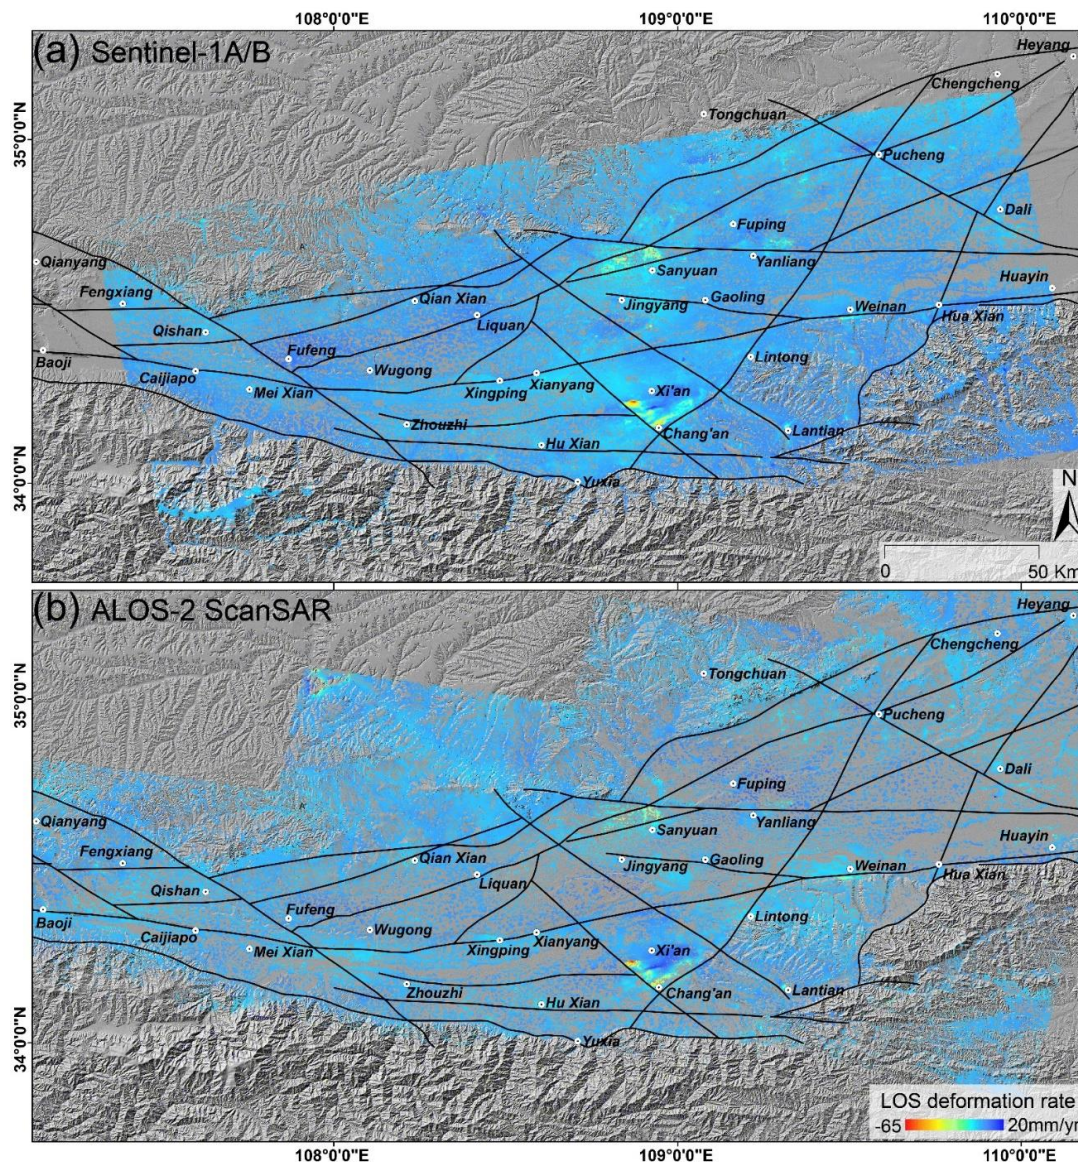 108°0'0"E 109°0'0"E 110°0'0"E
(a) Sentinel-1A/B
Heyang
Chengcheng
Tongchuan
35°0'0"N
Pucheng
Dali
Fuping
Qianyang
Sanyuan
Yanliang
Huayin
Fengxiang
Qian Xian
Jingyang
Gaoling
Weinan
Hua Xian
Qishan
Liquan
Baoji
Fufeng
Lintong
Caijiapo
Wugong
Mei Xian
Xingping
Xianyang
Xi'an
Zhouzhi
Chang'an
Lantian
Hu Xian
34°0'0"N
Yuxia
N
0 50 Km
(b) ALOS-2 ScanSAR
Heyang
Chengcheng
Tongchuan
35°0'0"N
Pucheng
Dali
Fuping
Qianyang
Sanyuan
Yanliang
Huayin
Fengxiang
Qian Xian
Jingyang
Gaoling
Weinan
Hua Xian
Qishan
Liquan
Baoji
Fufeng
Lintong
Caijiapo
Wugong
Mei Xian
Xingping
Xianyang
Xi'an
Zhouzhi
Chang'an
Lantian
Hu Xian
34°0'0"N
Yuxia
LOS deformation rate
-65 20mm/yr
108°0'0"E 109°0'0"E 110°0'0"E